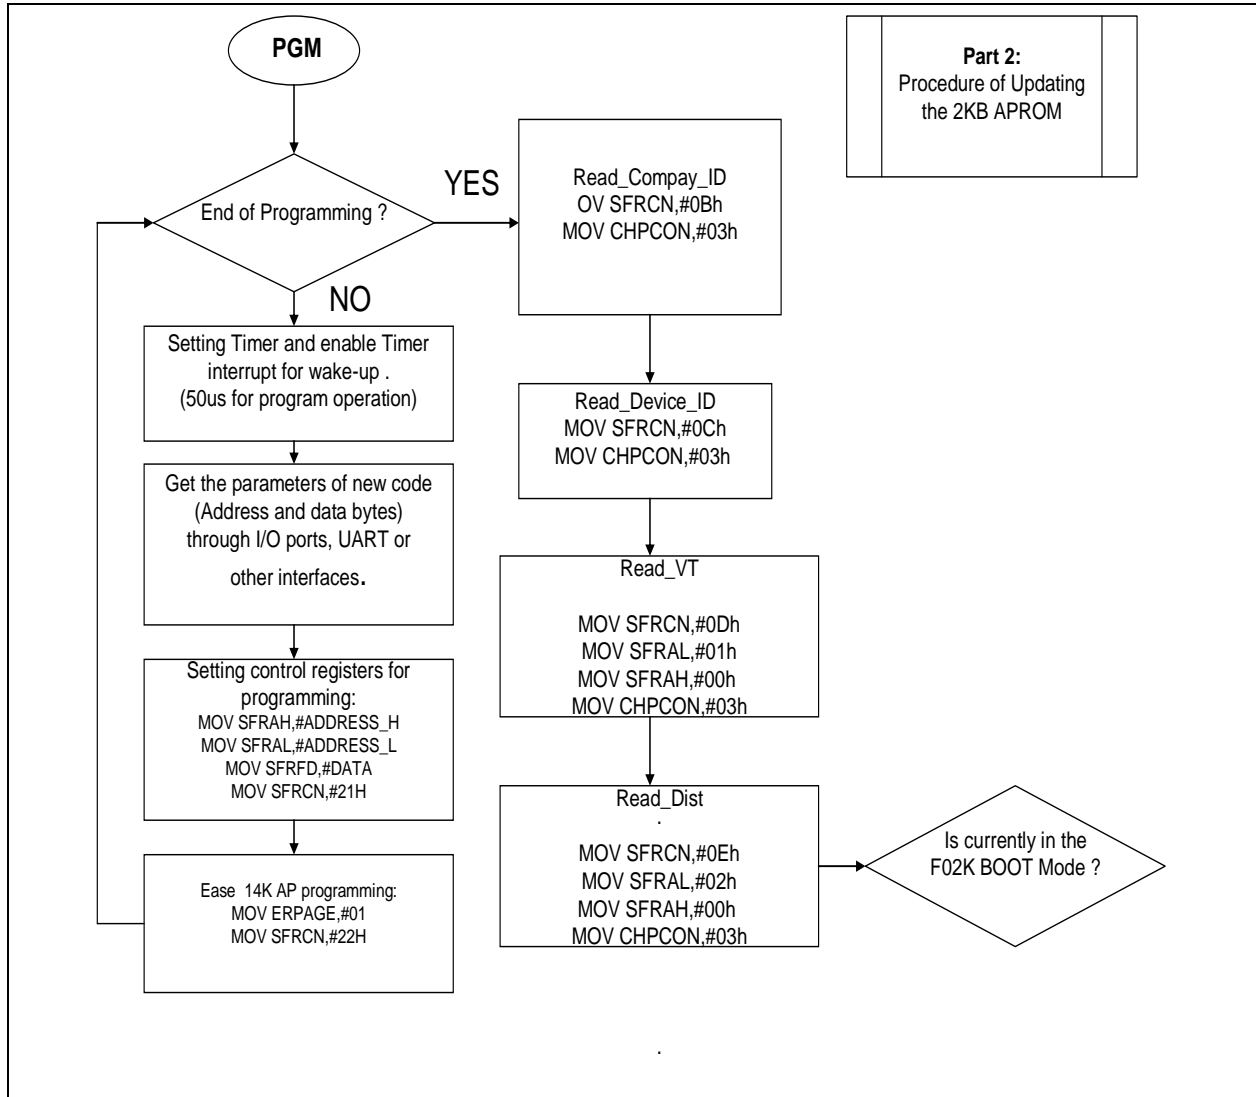 PGM
Part 2:
Procedure of Updating
the 2KB APROM
End of Programming ?
YES
NO
Setting Timer and enable Timer
interrupt for wake-up .
(50us for program operation)
Get the parameters of new code
(Address and data bytes)
through I/O ports, UART or
other interfaces.
Setting control registers for
programming:
MOV SFRAH,#ADDRESS_H
MOV SFRAL,#ADDRESS_L
MOV SFRFD,#DATA
MOV SFRCN,#21H
Ease 14K AP programming:
MOV ERPAGE,#01
MOV SFRCN,#22H
Read_Compay_ID
OV SFRCN,#0Bh
MOV CHPCON,#03h
Read_Device_ID
MOV SFRCN,#0Ch
MOV CHPCON,#03h
Read_VT
MOV SFRCN,#0Dh
MOV SFRAL,#01h
MOV SFRAH,#00h
MOV CHPCON,#03h
Read_Dist
.
MOV SFRCN,#0Eh
MOV SFRAL,#02h
MOV SFRAH,#00h
MOV CHPCON,#03h
Is currently in the
F02K BOOT Mode ?
.